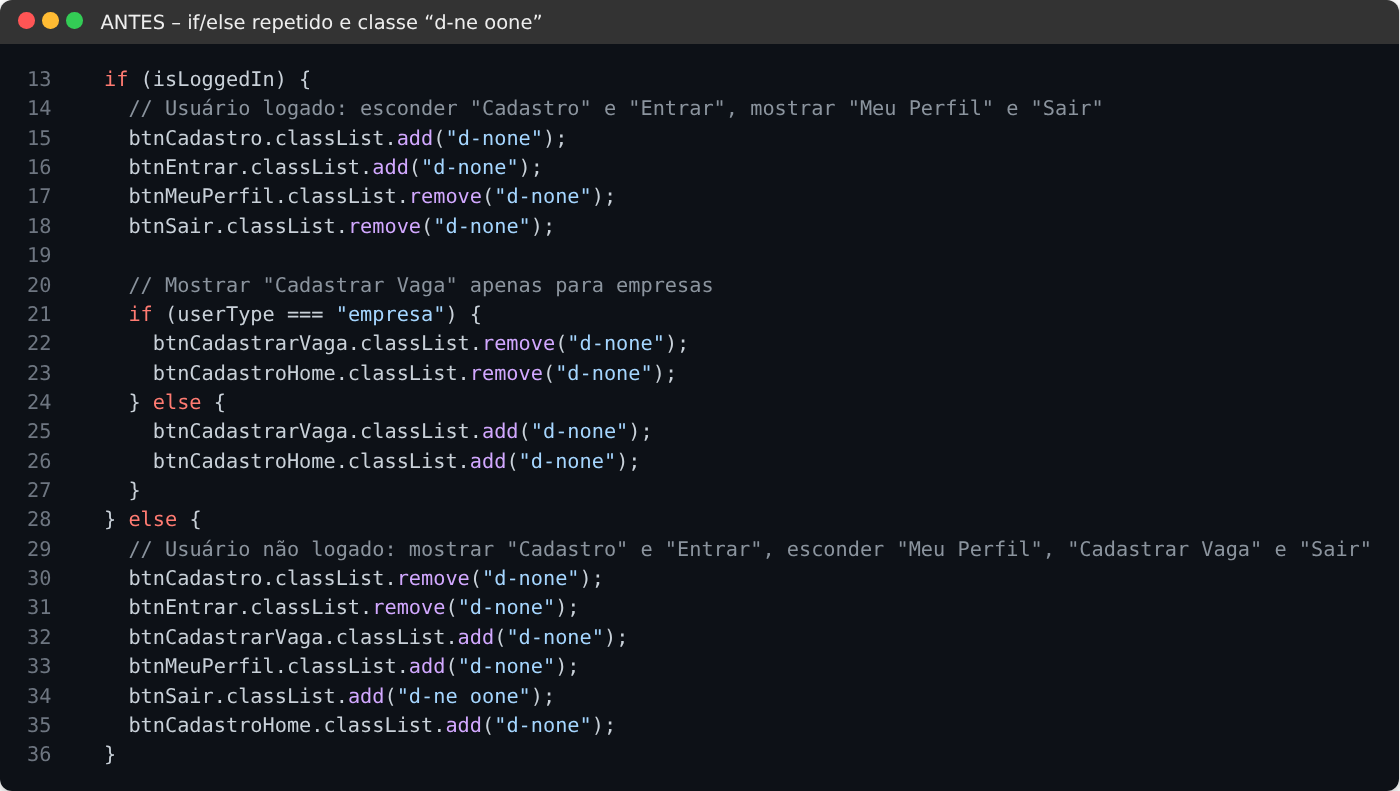 ANTES – if/else repetido e classe “d-ne oone”
13 if (isLoggedIn) {
14 // Usuário logado: esconder "Cadastro" e "Entrar", mostrar "Meu Perfil" e "Sair"
15 btnCadastro.classList.add("d-none");
16 btnEntrar.classList.add("d-none");
17 btnMeuPerfil.classList.remove("d-none");
18 btnSair.classList.remove("d-none");
19
20 // Mostrar "Cadastrar Vaga" apenas para empresas
21 if (userType === "empresa") {
22 btnCadastrarVaga.classList.remove("d-none");
23 btnCadastroHome.classList.remove("d-none");
24 } else {
25 btnCadastrarVaga.classList.add("d-none");
26 btnCadastroHome.classList.add("d-none");
27 }
28 } else {
29 // Usuário não logado: mostrar "Cadastro" e "Entrar", esconder "Meu Perfil", "Cadastrar Vaga" e "Sair"
30 btnCadastro.classList.remove("d-none");
31 btnEntrar.classList.remove("d-none");
32 btnCadastrarVaga.classList.add("d-none");
33 btnMeuPerfil.classList.add("d-none");
34 btnSair.classList.add("d-ne oone");
35 btnCadastroHome.classList.add("d-none");
36 }